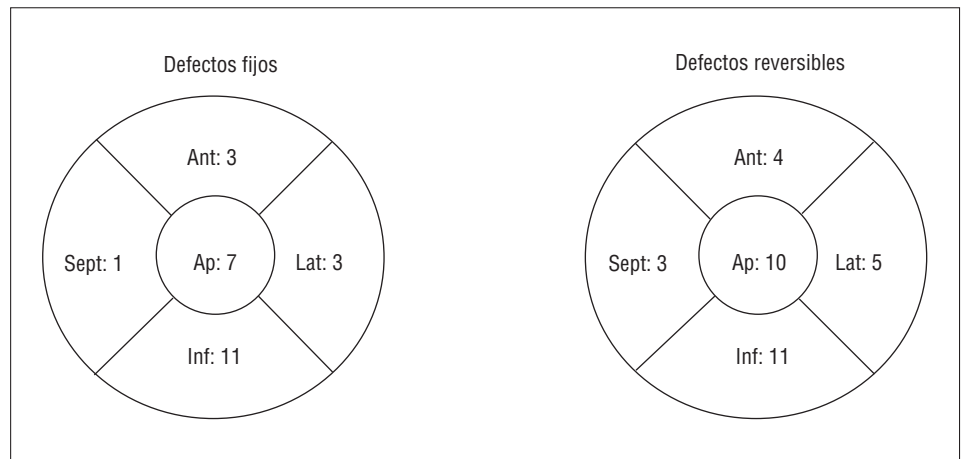 Defectos fijos
Ant: 3
Sept: 1
Ap: 7
Lat: 3
Inf: 11
Defectos reversibles
Ant: 4
Sept: 3
Ap: 10
Lat: 5
Inf: 11